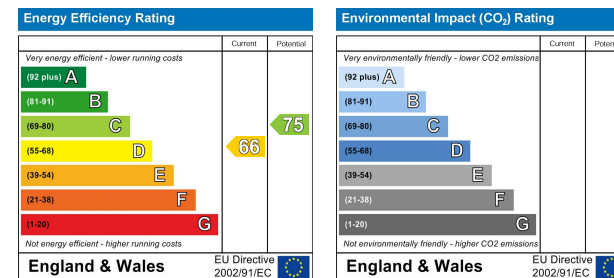 Energy Efficiency Rating
Current Potential
Very energy efficient - lower running costs
(92 plus) A
(81-91) B
(69-80) C
(55-68) D
(39-54) E
(21-38) F
(1-20) G
66
75
Not energy efficient - higher running costs
England & Wales
EU Directive
2002/91/EC
Environmental Impact (CO₂) Rating
Current Poten
Very environmentally friendly - lower CO2 emissions
(92 plus) A
(81-91) B
(69-80) C
(55-68) D
(39-54) E
(21-38) F
(1-20) G
Not environmentally friendly - higher CO2 emissions
England & Wales
EU Directive
2002/91/EC